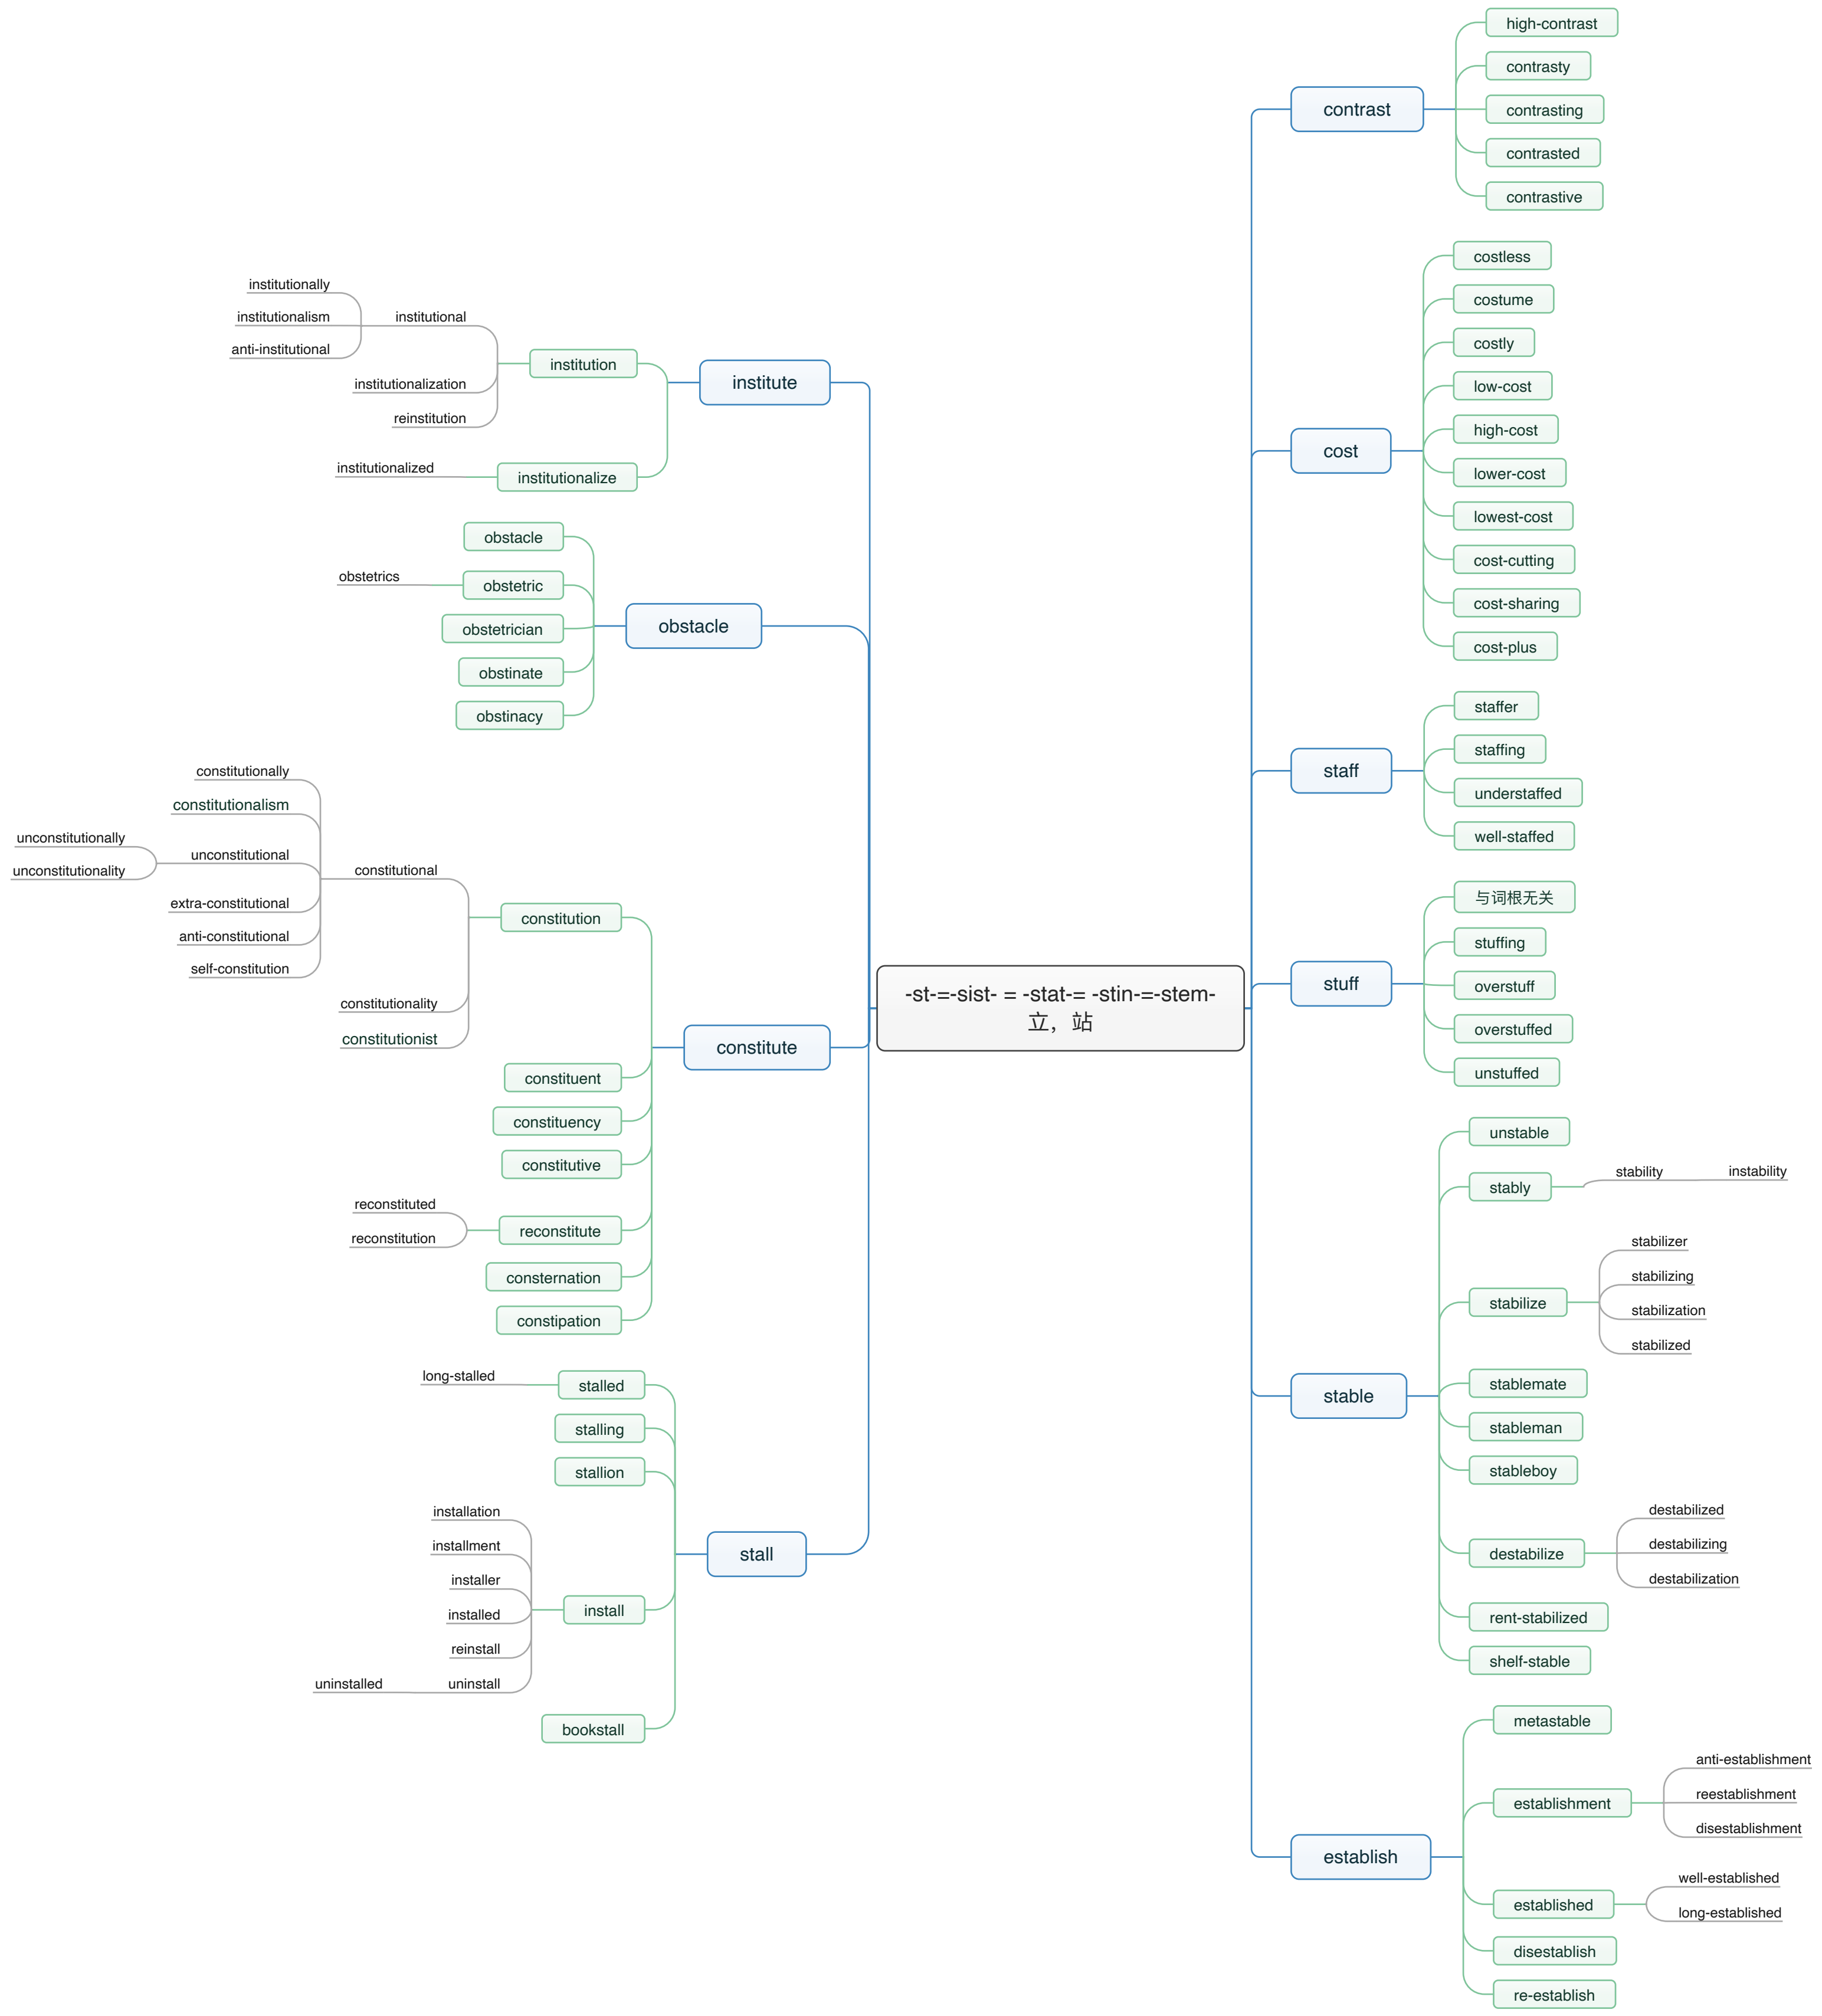 -st-=-sist- = -stat-= -stin-=-stem-
立，站
contrast
high-contrast
contrasty
contrasting
contrasted
contrastive
cost
costless
costume
costly
low-cost
high-cost
lower-cost
lowest-cost
cost-cutting
cost-sharing
cost-plus
staff
staffer
staffing
understaffed
well-staffed
stuff
与词根无关
stuffing
overstuff
overstuffed
unstuffed
stable
unstable
stably
stability
instability
stabilize
stabilizer
stabilizing
stabilization
stabilized
stablemate
stableman
stableboy
destabilize
destabilized
destabilizing
destabilization
rent-stabilized
shelf-stable
establish
metastable
establishment
anti-establishment
reestablishment
disestablishment
established
well-established
long-established
disestablish
re-establish
institute
institution
institutional
institutionally
institutionalism
anti-institutional
institutionalization
reinstitution
institutionalize
institutionalized
obstacle
obstacle
obstetric
obstetrics
obstetrician
obstinate
obstinacy
constitute
constitution
constitutional
constitutionally
constitutionalism
unconstitutional
unconstitutionally
unconstitutionality
extra-constitutional
anti-constitutional
self-constitution
constitutionality
constitutionist
constituent
constituency
constitutive
reconstitute
reconstituted
reconstitution
consternation
constipation
stall
stalled
long-stalled
stalling
stallion
install
installation
installment
installer
installed
reinstall
uninstall
uninstalled
bookstall